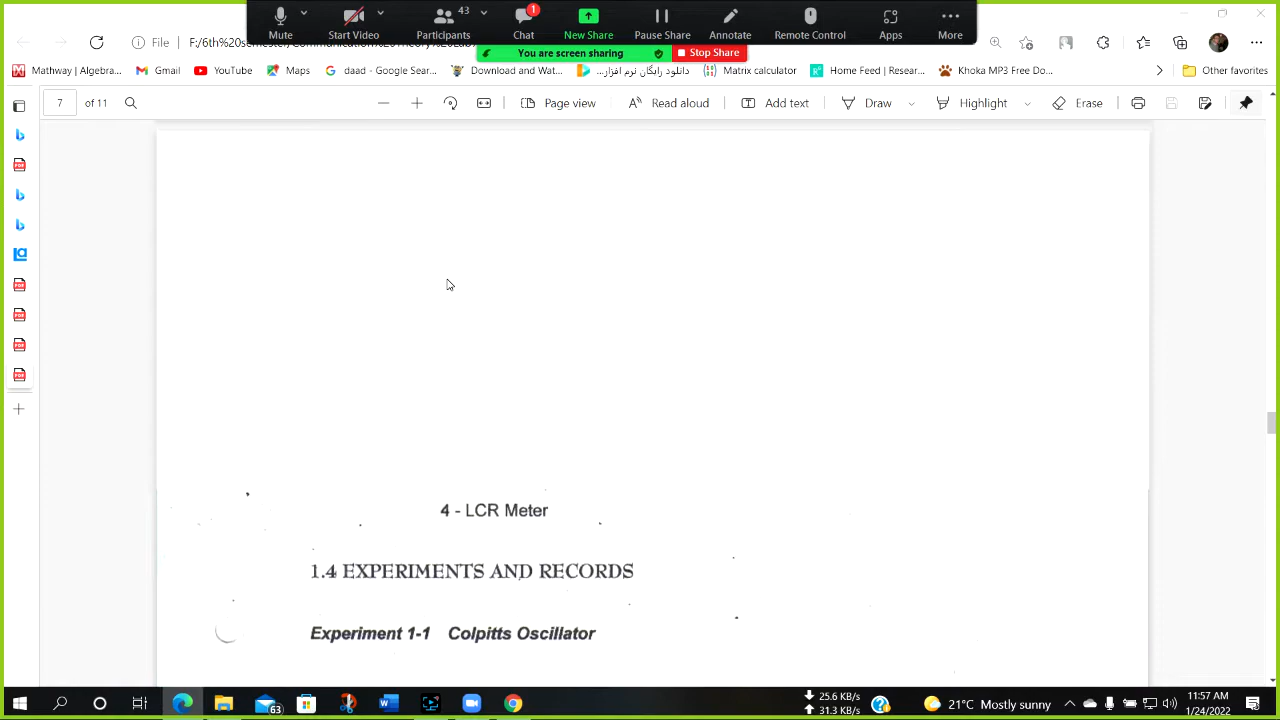 43
1
Mute
Start Video
Participants
Chat
New Share
Pause Share
Annotate
Remote Control
Apps
More
You are screen sharing
Stop Share
File
Mathway | Algebra...
Gmail
YouTube
Maps
daad - Google Sear...
Download and Wat...
دانلود رایگان نرم افزار...
Matrix calculator
Home Feed | Resear...
Khoka MP3 Free Do...
Other favorites
7 of 11
Page view
Read aloud
Add text
Draw
Highlight
Erase
4 - LCR Meter
1.4 EXPERIMENTS AND RECORDS
Experiment 1-1 Colpitts Oscillator
63
25.6 KB/s
31.3 KB/s
21°C Mostly sunny
11:57 AM
1/24/2022